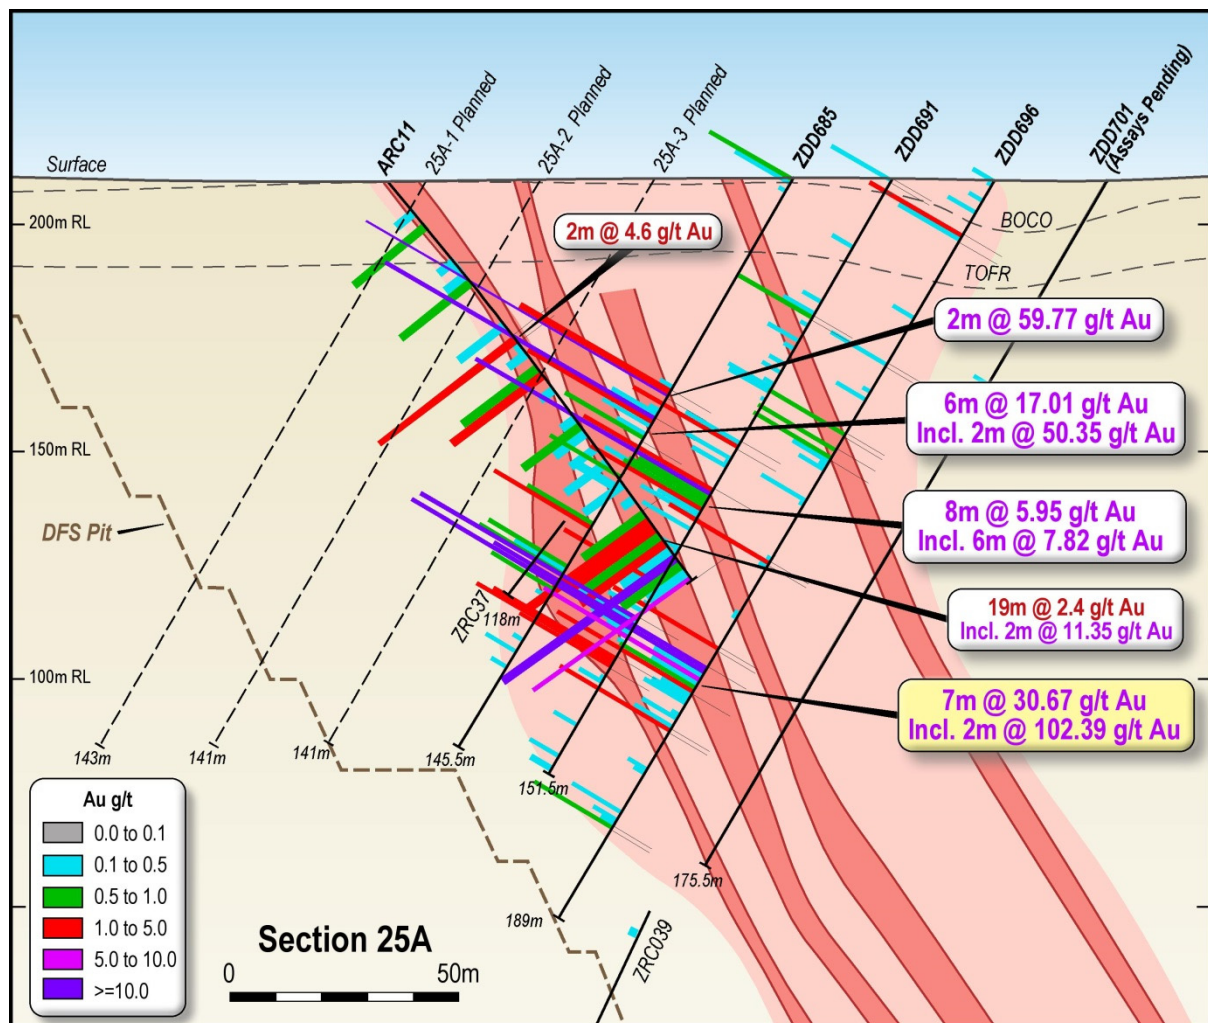 ARC11
25A-1 Planned
25A-2 Planned
25A-3 Planned
ZDD685
ZDD691
ZDD696
ZDD701
(Assays Pending)
Surface
BOCO
TOFR
200m RL
150m RL
100m RL
2m @ 4.6 g/t Au
2m @ 59.77 g/t Au
6m @ 17.01 g/t Au
Incl. 2m @ 50.35 g/t Au
8m @ 5.95 g/t Au
Incl. 6m @ 7.82 g/t Au
19m @ 2.4 g/t Au
Incl. 2m @ 11.35 g/t Au
7m @ 30.67 g/t Au
Incl. 2m @ 102.39 g/t Au
DFS Pit
ZRC37
118m
143m
141m
141m
145.5m
151.5m
175.5m
189m
ZRC039
Au g/t
0.0 to 0.1
0.1 to 0.5
0.5 to 1.0
1.0 to 5.0
5.0 to 10.0
>=10.0
Section 25A
0
50m